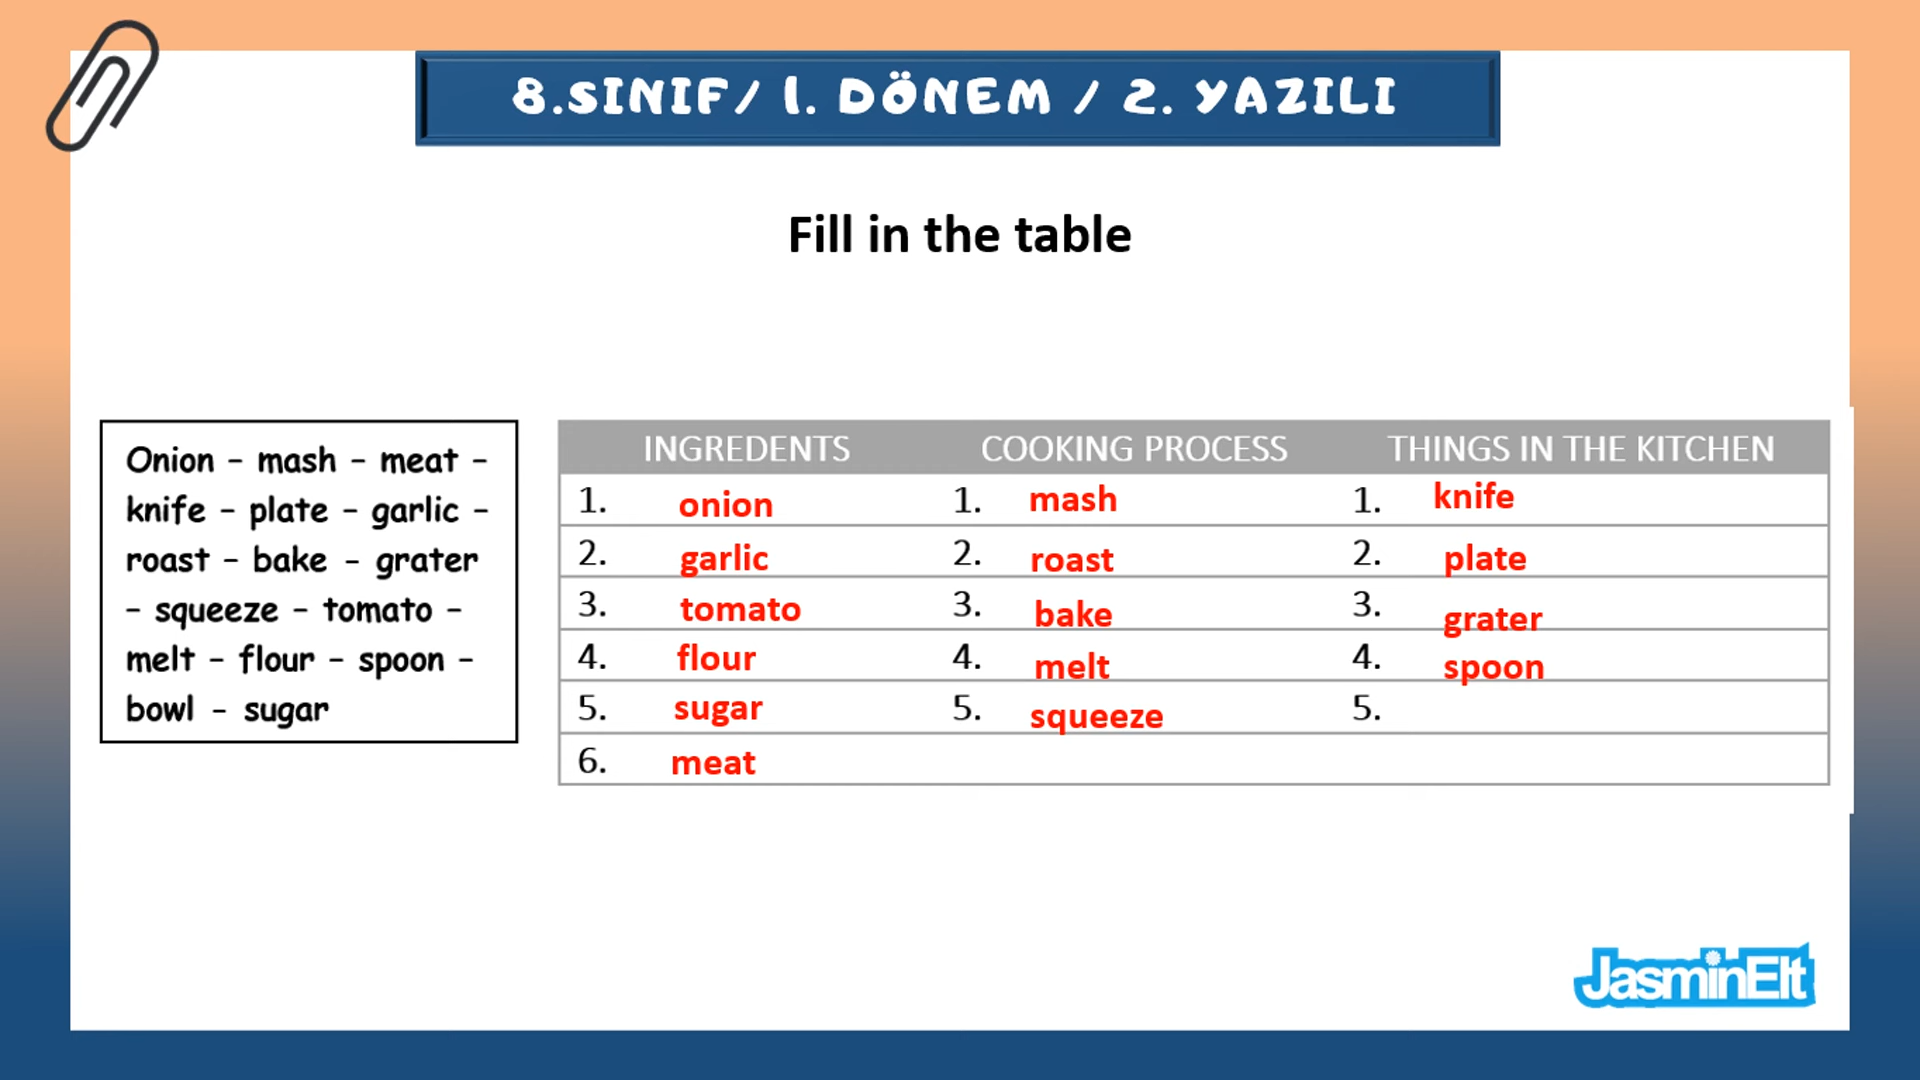 8.SINIF/ 1. DÖNEM / 2. YAZILI
Fill in the table
Onion - mash - meat -
knife - plate - garlic -
roast - bake - grater
- squeeze - tomato -
melt - flour - spoon -
bowl - sugar
INGREDENTS COOKING PROCESS THINGS IN THE KITCHEN
1. onion 1. mash 1. knife
2. garlic 2. roast 2. plate
3. tomato 3. bake 3. grater
4. flour 4. melt 4. spoon
5. sugar 5. squeeze 5.
6. meat
JasminElt